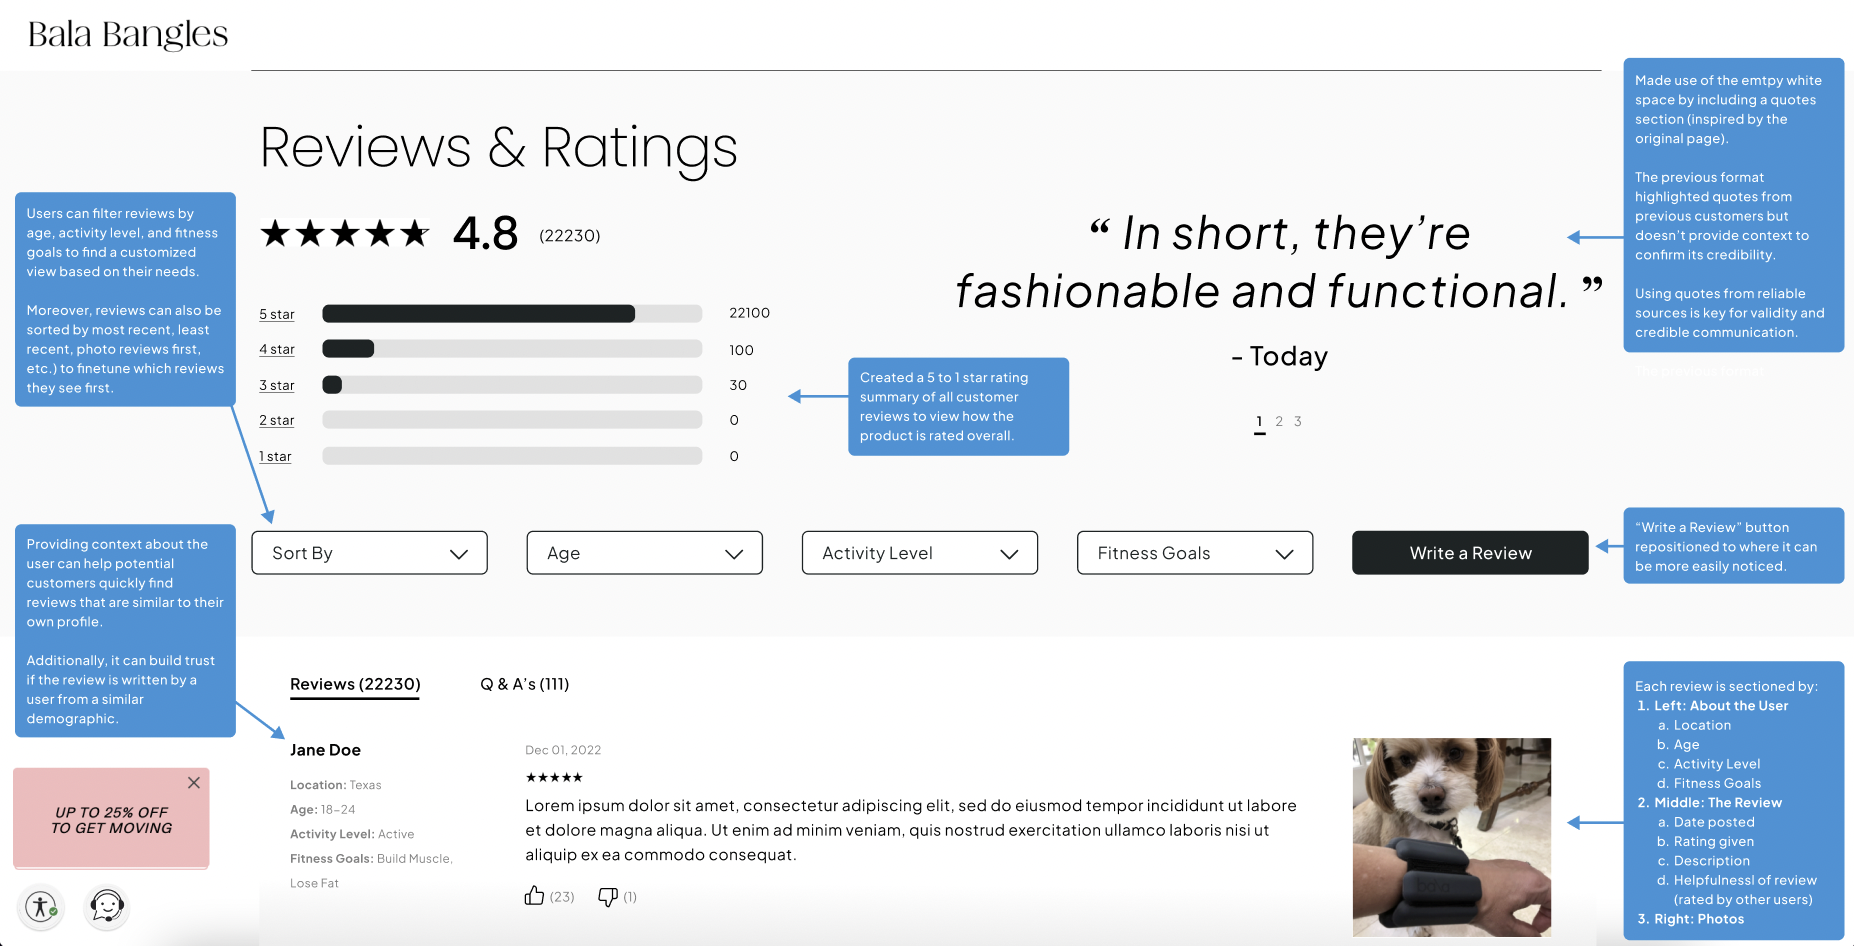 Bala Bangles
Made use of the emtpy white
space by including a quotes
section (inspired by the
original page).
The previous format
highlighted quotes from
previous customers but
doesn't provide context to
confirm its credibility.
Using quotes from reliable
sources is key for validity and
credible communication.
The previous format
Reviews & Ratings
Users can filter reviews by
age, activity level, and fitness
goals to find a customized
view based on their needs.
Moreover, reviews can also be
sorted by most recent, least
recent, photo reviews first,
etc.) to finetune which reviews
they see first.
4.8 (22230)
5 star 22100
4 star 100
3 star 30
2 star 0
1 star 0
“ In short, they’re
fashionable and functional. ”
- Today
1 2 3
Created a 5 to 1 star rating
summary of all customer
reviews to view how the
product is rated overall.
Sort By
Age
Activity Level
Fitness Goals
Write a Review
“Write a Review” button
repositioned to where it can
be more easily noticed.
Providing context about the
user can help potential
customers quickly find
reviews that are similar to their
own profile.
Additionally, it can build trust
if the review is written by a
user from a similar
demographic.
Reviews (22230)
Q & A’s (111)
Jane Doe
Location: Texas
Age: 18-24
Activity Level: Active
Fitness Goals: Build Muscle,
Lose Fat
Dec 01, 2022
★★★★★
Lorem ipsum dolor sit amet, consectetur adipiscing elit, sed do eiusmod tempor incididunt ut labore
et dolore magna aliqua. Ut enim ad minim veniam, quis nostrud exercitation ullamco laboris nisi ut
aliquip ex ea commodo consequat.
(23) (1)
bala
Each review is sectioned by:
1. Left: About the User
a. Location
b. Age
c. Activity Level
d. Fitness Goals
2. Middle: The Review
a. Date posted
b. Rating given
c. Description
d. Helpfulnessl of review
(rated by other users)
3. Right: Photos
UP TO 25% OFF
TO GET MOVING